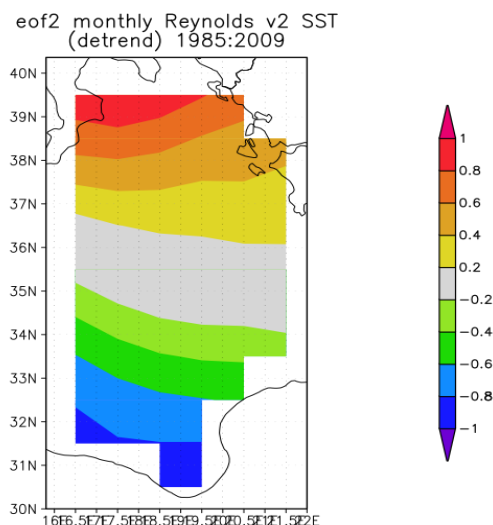 eof2 monthly Reynolds v2 SST
(detrend) 1985:2009
40N
39N
38N
37N
36N
35N
34N
33N
32N
31N
30N
1
0.8
0.6
0.4
0.2
−0.2
−0.4
−0.6
−0.8
−1